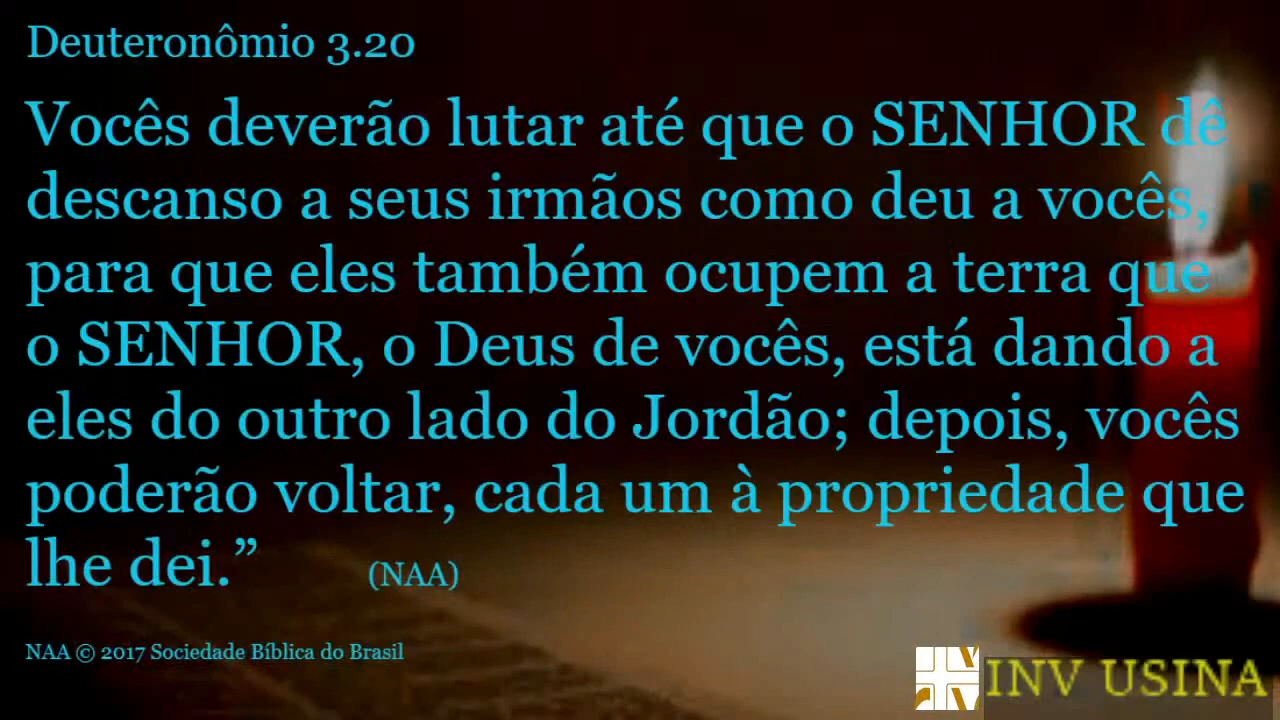 Deuteronômio 3.20
Vocês deverão lutar até que o SENHOR dê
descanso a seus irmãos como deu a vocês,
para que eles também ocupem a terra que
o SENHOR, o Deus de vocês, está dando a
eles do outro lado do Jordão; depois, vocês
poderão voltar, cada um à propriedade que
lhe dei.” (NAA)
NAA © 2017 Sociedade Bíblica do Brasil
INV USINA